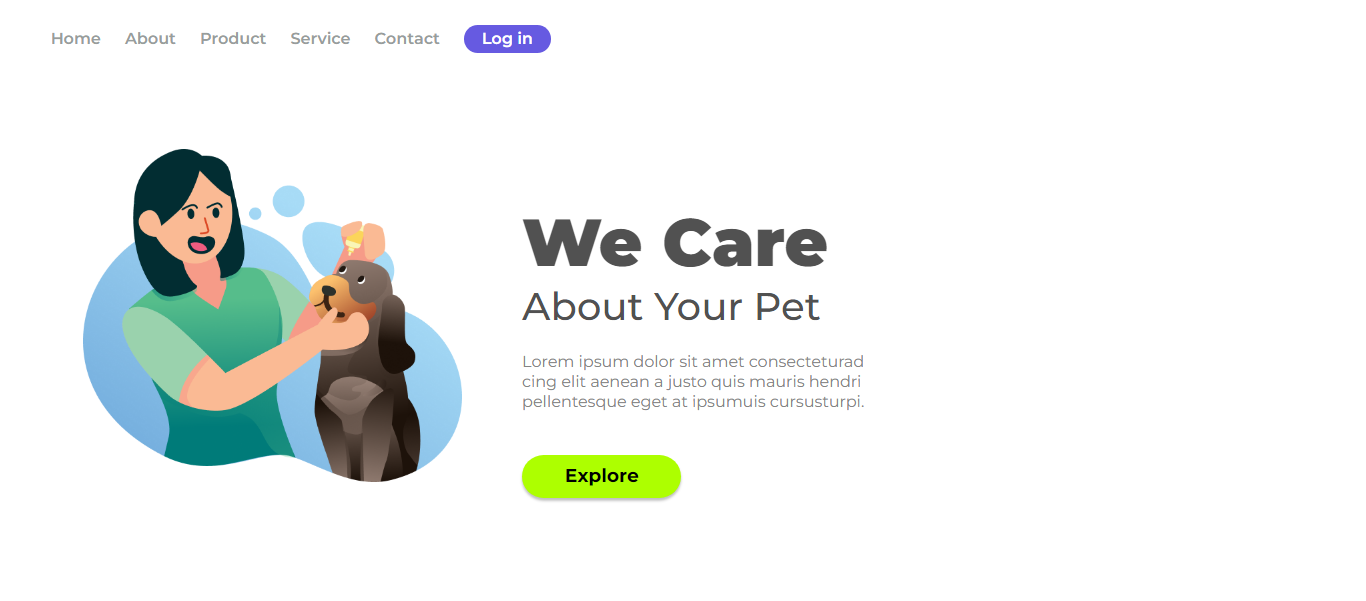 Home About Product Service Contact Log in
We Care
About Your Pet
Lorem ipsum dolor sit amet consecteturad
cing elit aenean a justo quis mauris hendri
pellentesque eget at ipsumuis cursusturpi.
Explore